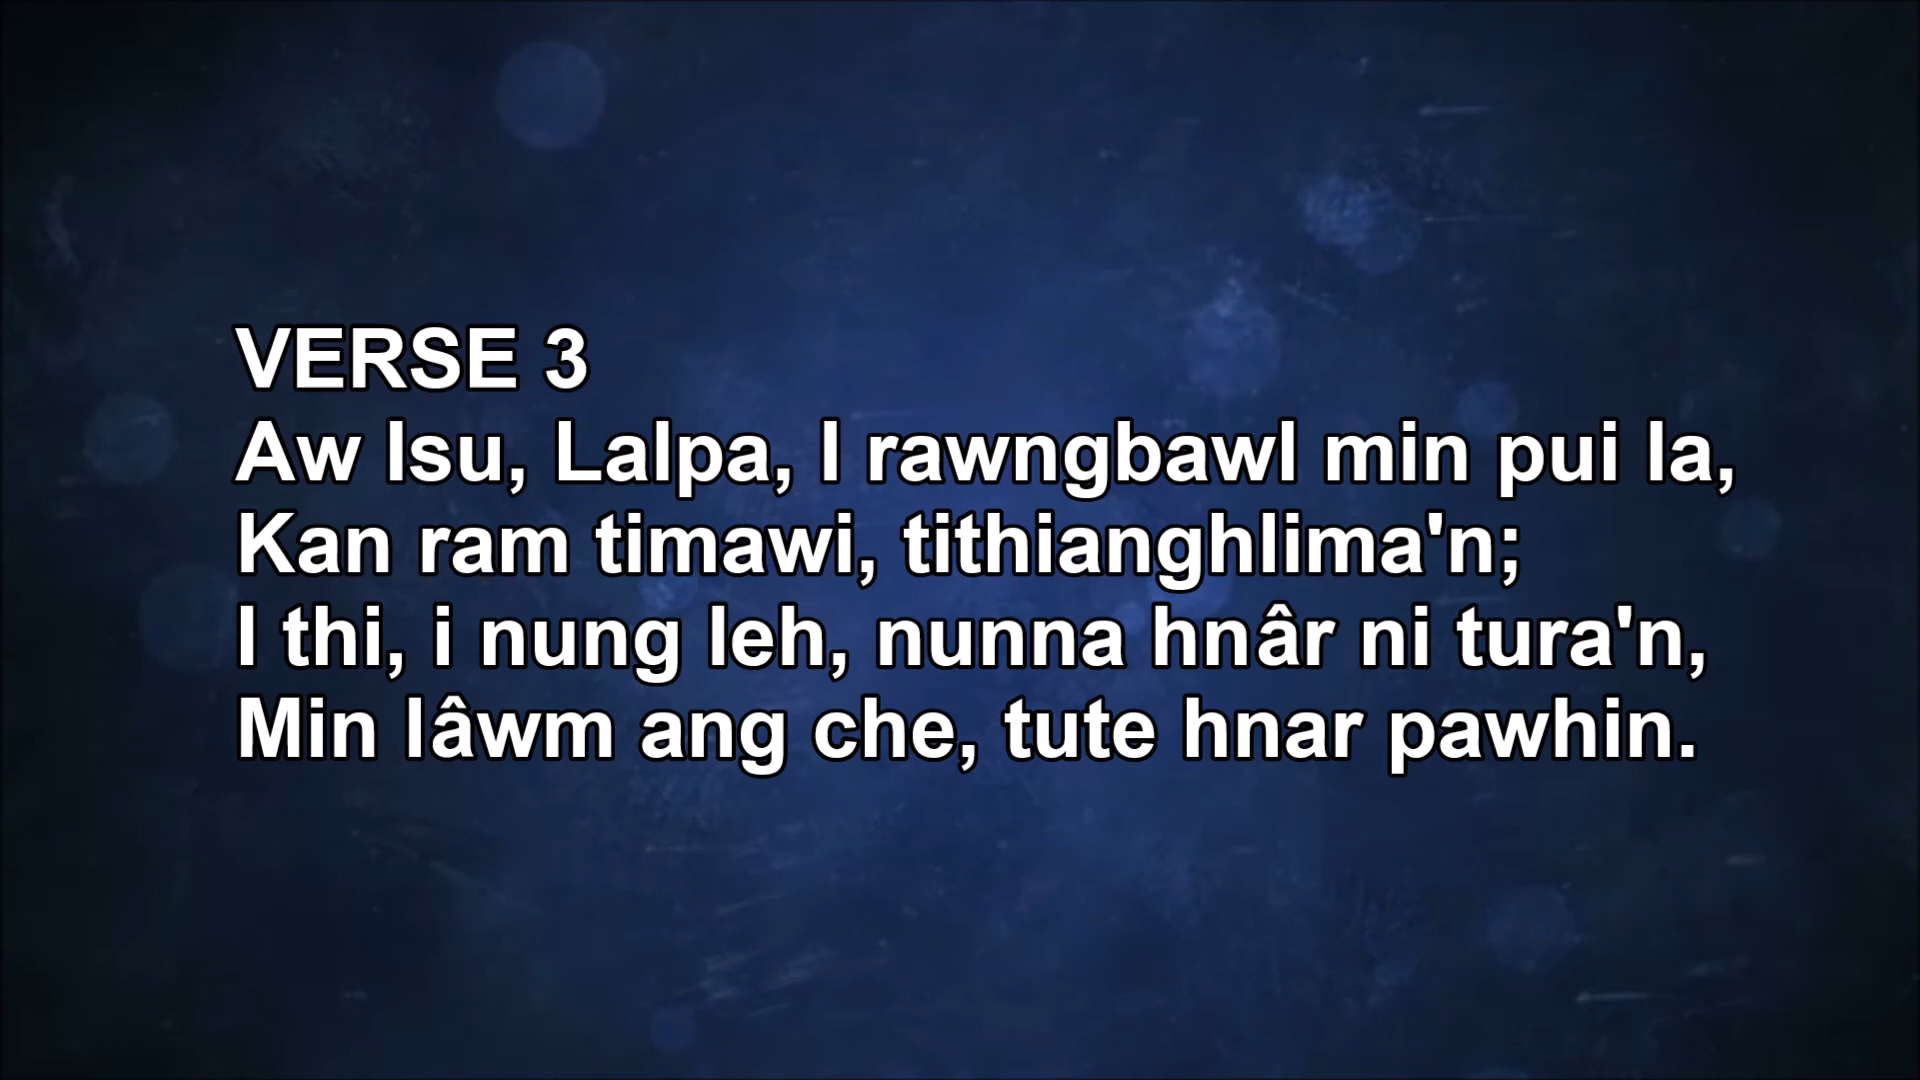 VERSE 3
Aw Isu, Lalpa, I rawngbawl min pui la,
Kan ram timawi, tithianghlima'n;
I thi, i nung leh, nunna hnâr ni tura'n,
Min lâwm ang che, tute hnar pawhin.